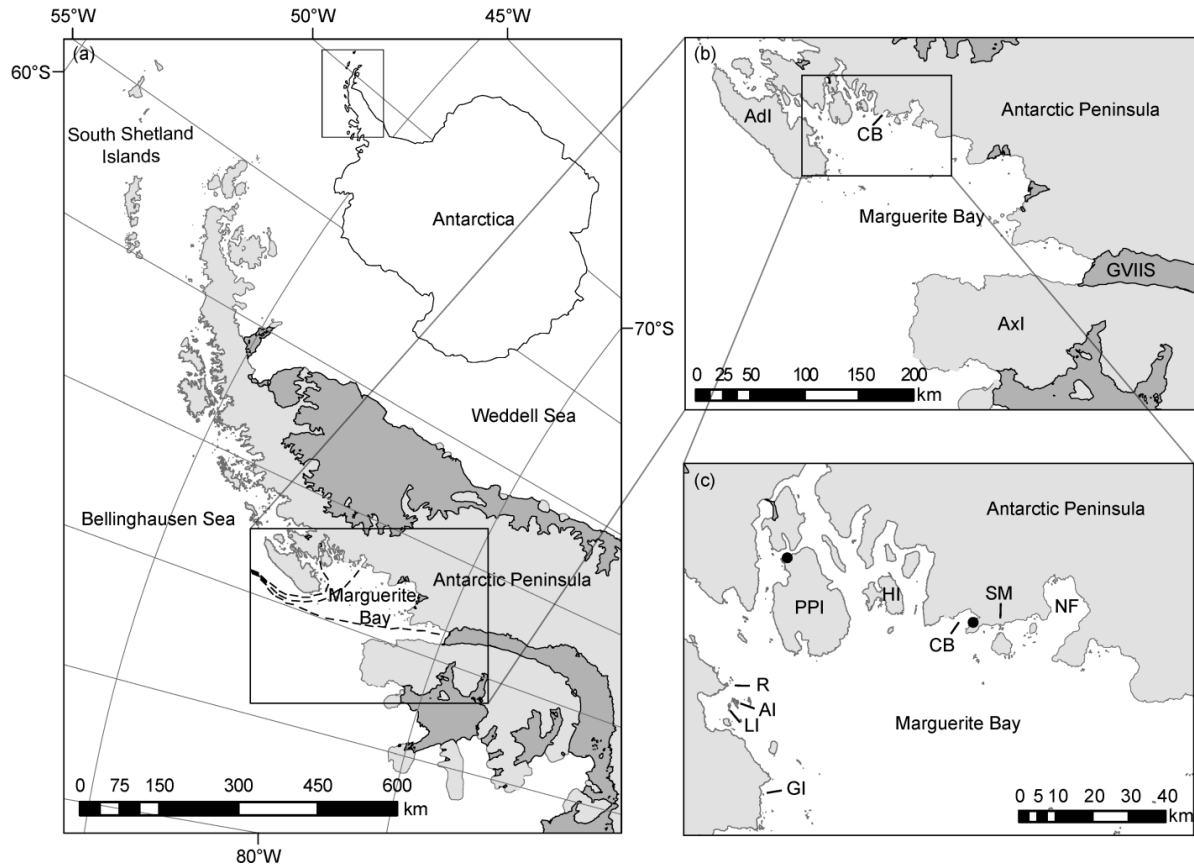 55°W
50°W
45°W
60°S
(a)
South Shetland
Islands
Antarctica
70°S
Weddell Sea
Bellinghausen Sea
Antarctic Peninsula
Marguerite
Bay
0 75 150 300 450 600
km
80°W
(b)
Antarctic Peninsula
AdI
CB
Marguerite Bay
GVIIS
AxI
0 25 50 100 150 200
km
(c)
Antarctic Peninsula
PPI
HI
SM
NF
CB
R
AI
LI
Marguerite Bay
GI
0 5 10 20 30 40
km